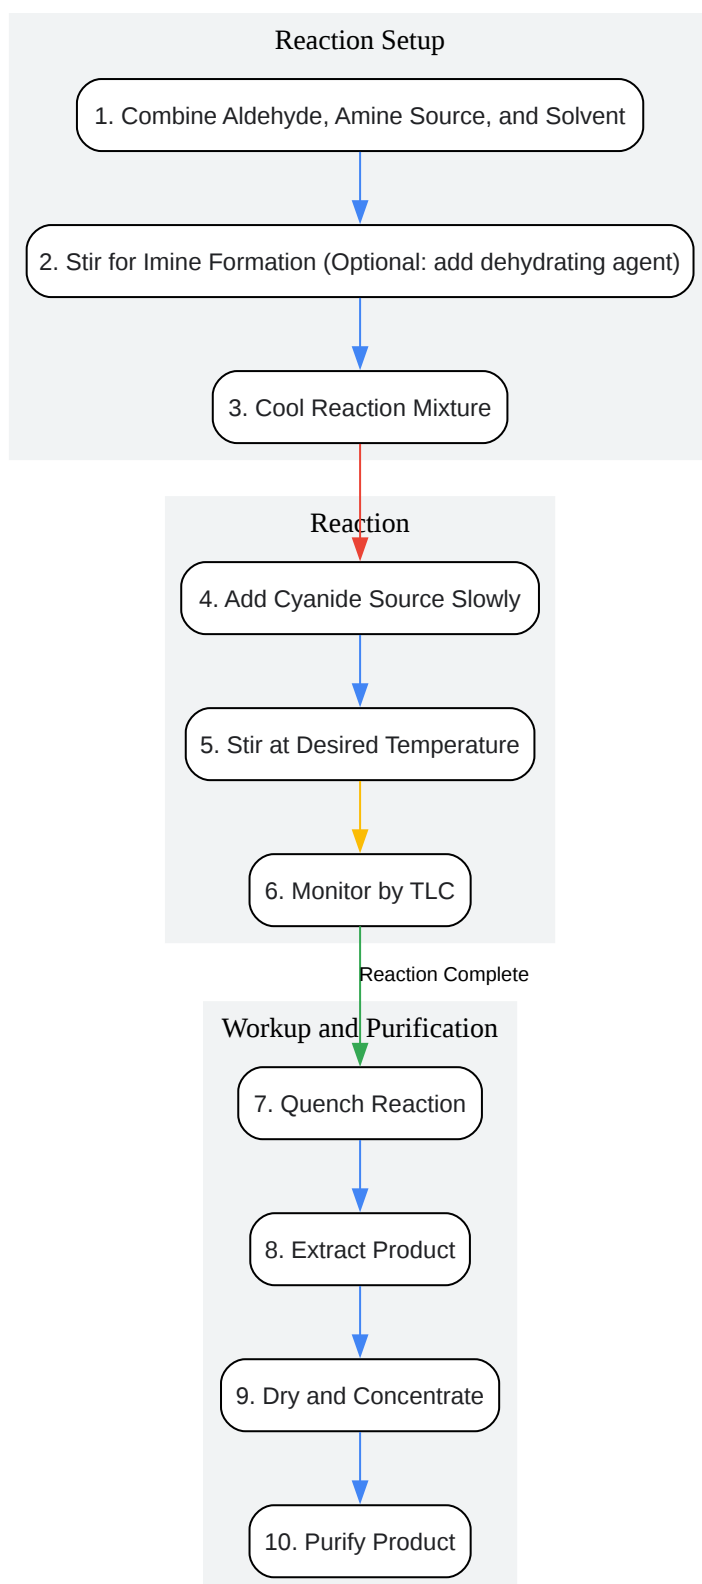 Reaction Setup
1. Combine Aldehyde, Amine Source, and Solvent
2. Stir for Imine Formation (Optional: add dehydrating agent)
3. Cool Reaction Mixture
Reaction
4. Add Cyanide Source Slowly
5. Stir at Desired Temperature
6. Monitor by TLC
Reaction Complete
Workup and Purification
7. Quench Reaction
8. Extract Product
9. Dry and Concentrate
10. Purify Product